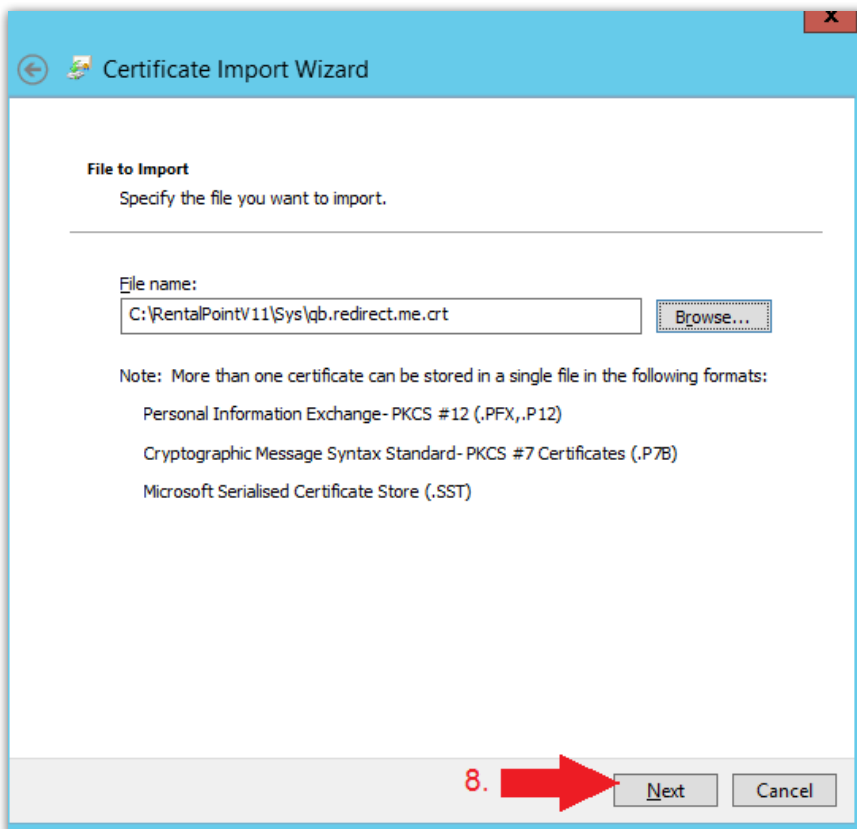 x
Certificate Import Wizard
File to Import
Specify the file you want to import.
File name:
C:\RentalPointV11\Sys\qb.redirect.me.crt
Browse...
Note: More than one certificate can be stored in a single file in the following formats:
Personal Information Exchange- PKCS #12 (.PFX,.P12)
Cryptographic Message Syntax Standard- PKCS #7 Certificates (.P7B)
Microsoft Serialised Certificate Store (.SST)
8.
Next
Cancel